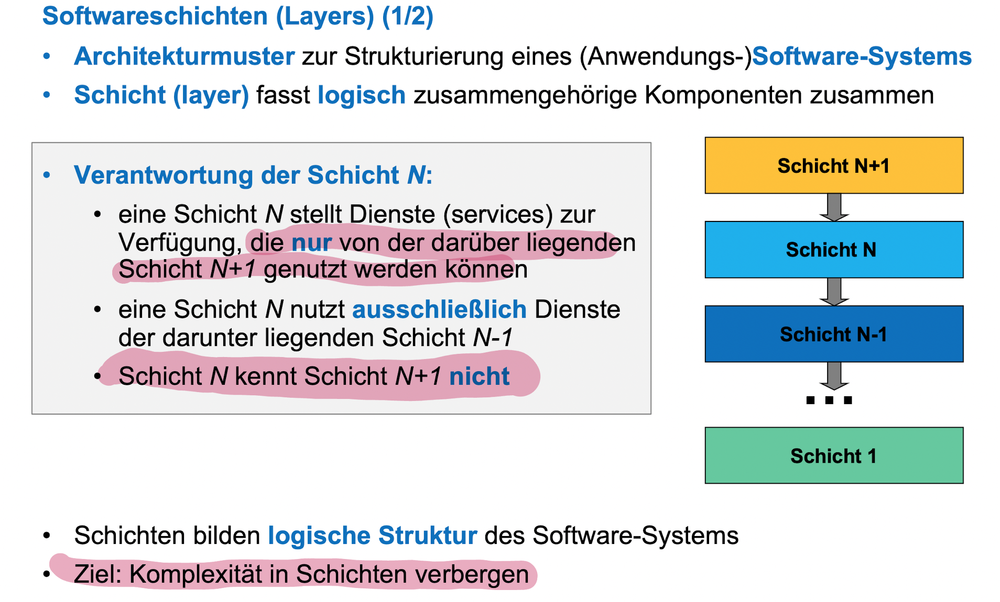 Softwareschichten (Layers) (1/2)
• Architekturmuster zur Strukturierung eines (Anwendungs-)Software-Systems
• Schicht (layer) fasst logisch zusammengehörige Komponenten zusammen
• Verantwortung der Schicht N:
• eine Schicht N stellt Dienste (services) zur
Verfügung, die nur von der darüber liegenden
Schicht N+1 genutzt werden können
• eine Schicht N nutzt ausschließlich Dienste
der darunter liegenden Schicht N-1
• Schicht N kennt Schicht N+1 nicht
Schicht N+1
Schicht N
Schicht N-1
...
Schicht 1
• Schichten bilden logische Struktur des Software-Systems
• Ziel: Komplexität in Schichten verbergen